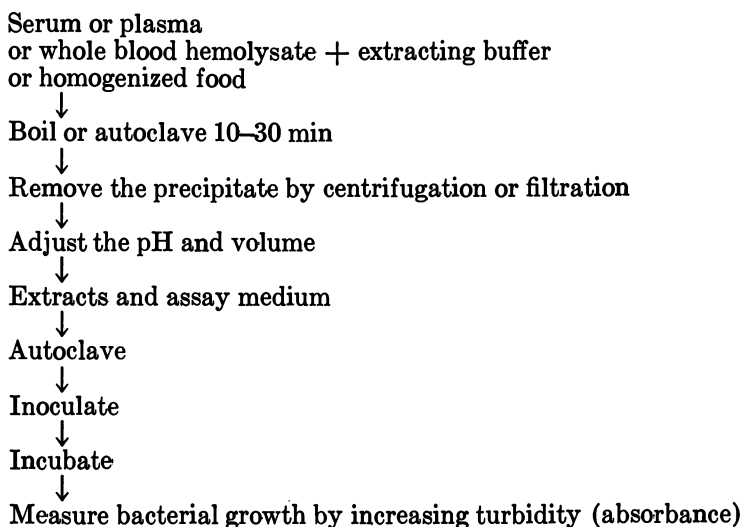 Serum or plasma
or whole blood hemolysate + extracting buffer
or homogenized food
↓
Boil or autoclave 10–30 min
↓
Remove the precipitate by centrifugation or filtration
↓
Adjust the pH and volume
↓
Extracts and assay medium
↓
Autoclave
↓
Inoculate
↓
Incubate
↓
Measure bacterial growth by increasing turbidity (absorbance)